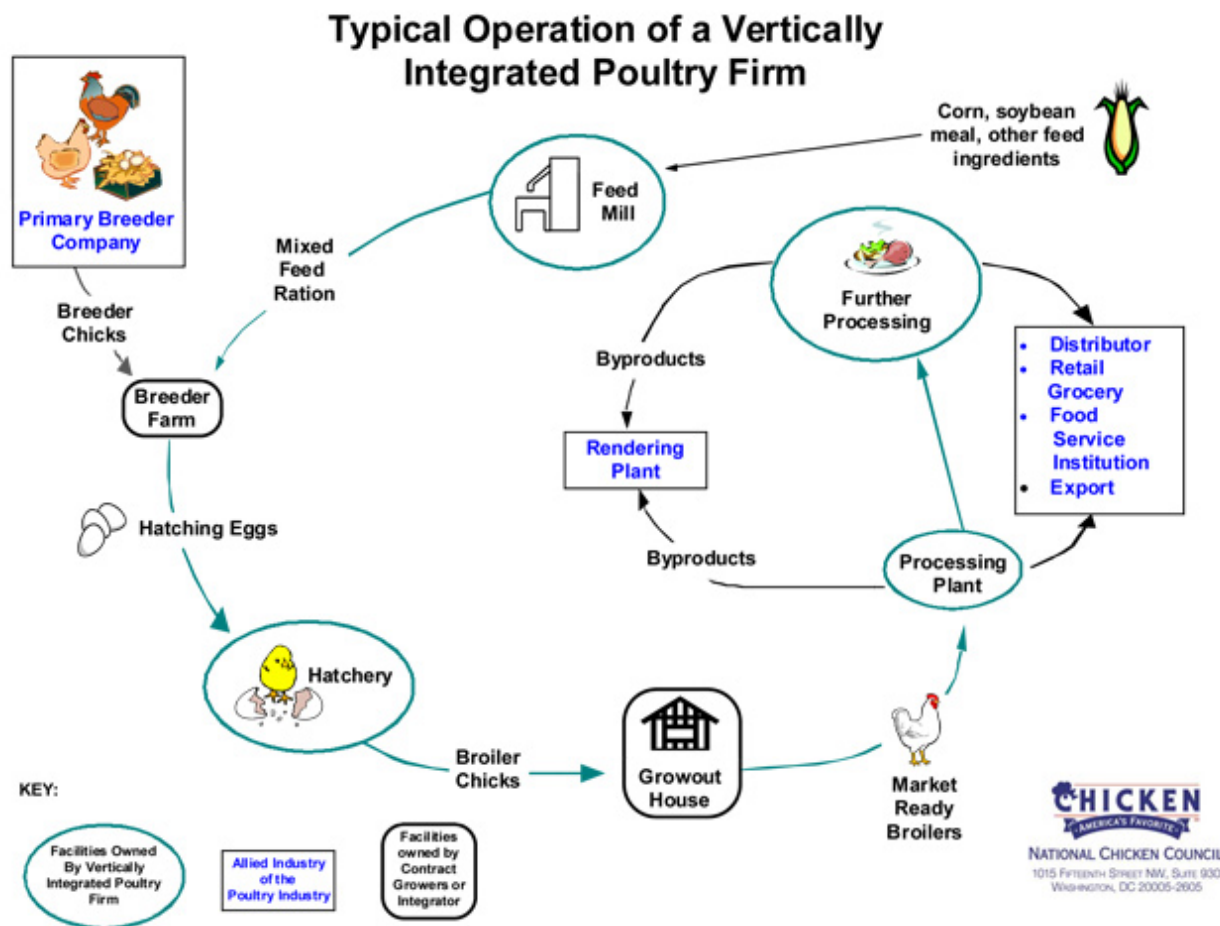 Typical Operation of a Vertically
Integrated Poultry Firm
Primary Breeder
Company
Corn, soybean
meal, other feed
ingredients
Feed
Mill
Mixed
Feed
Ration
Breeder
Chicks
Further
Processing
Byproducts
• Distributor
• Retail
Grocery
• Food
Service
Institution
• Export
Breeder
Farm
Rendering
Plant
Hatching Eggs
Byproducts
Processing
Plant
Hatchery
Broiler
Chicks
Growout
House
Market
Ready
Broilers
KEY:
Facilities Owned
By Vertically
Integrated Poultry
Firm
Allied Industry
of the
Poultry Industry
Facilities
owned by
Contract
Growers or
Integrator
CHICKEN
AMERICA'S FAVORITE
NATIONAL CHICKEN COUNCIL
1015 FIFTEENTH STREET NW, SUITE 930
WASHINGTON, DC 20005-2605